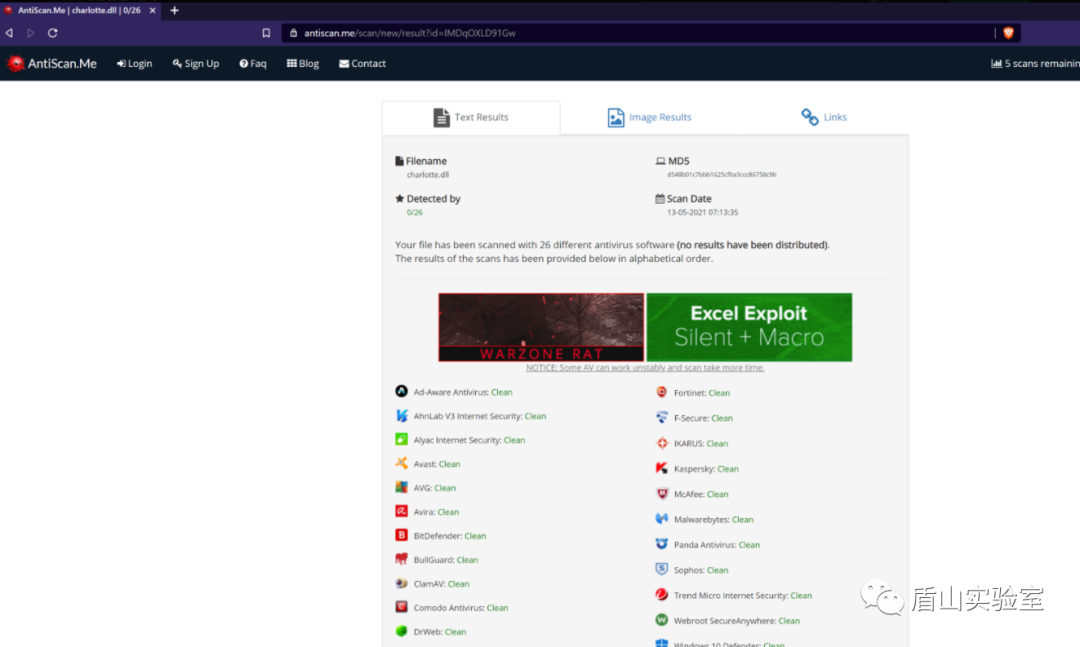 AntiScan.Me | charlotte.dll | 0/26
antiscan.me/scan/new/result?id=IMDqOXLD91Gw
AntiScan.Me Login Sign Up Faq Blog Contact 5 scans remainin
Text Results Image Results Links
Filename
charlotte.dll
MD5
d548b01c7bbb1625cf0a3ccc86758c9b
Detected by
0/26
Scan Date
13-05-2021 07:13:35
Your file has been scanned with 26 different antivirus software (no results have been distributed).
The results of the scans has been provided below in alphabetical order.
WARZONE RAT
Excel Exploit
Silent + Macro
NOTICE: Some AV can work unstably and scan take more time.
Ad-Aware Antivirus: Clean
AhnLab V3 Internet Security: Clean
Alyac Internet Security: Clean
Avast: Clean
AVG: Clean
Avira: Clean
BitDefender: Clean
BullGuard: Clean
ClamAV: Clean
Comodo Antivirus: Clean
DrWeb: Clean
Fortinet: Clean
F-Secure: Clean
IKARUS: Clean
Kaspersky: Clean
McAfee: Clean
Malwarebytes: Clean
Panda Antivirus: Clean
Sophos: Clean
Trend Micro Internet Security: Clean
Webroot SecureAnywhere: Clean
Windows 10 Defender: Clean
盾山实验室